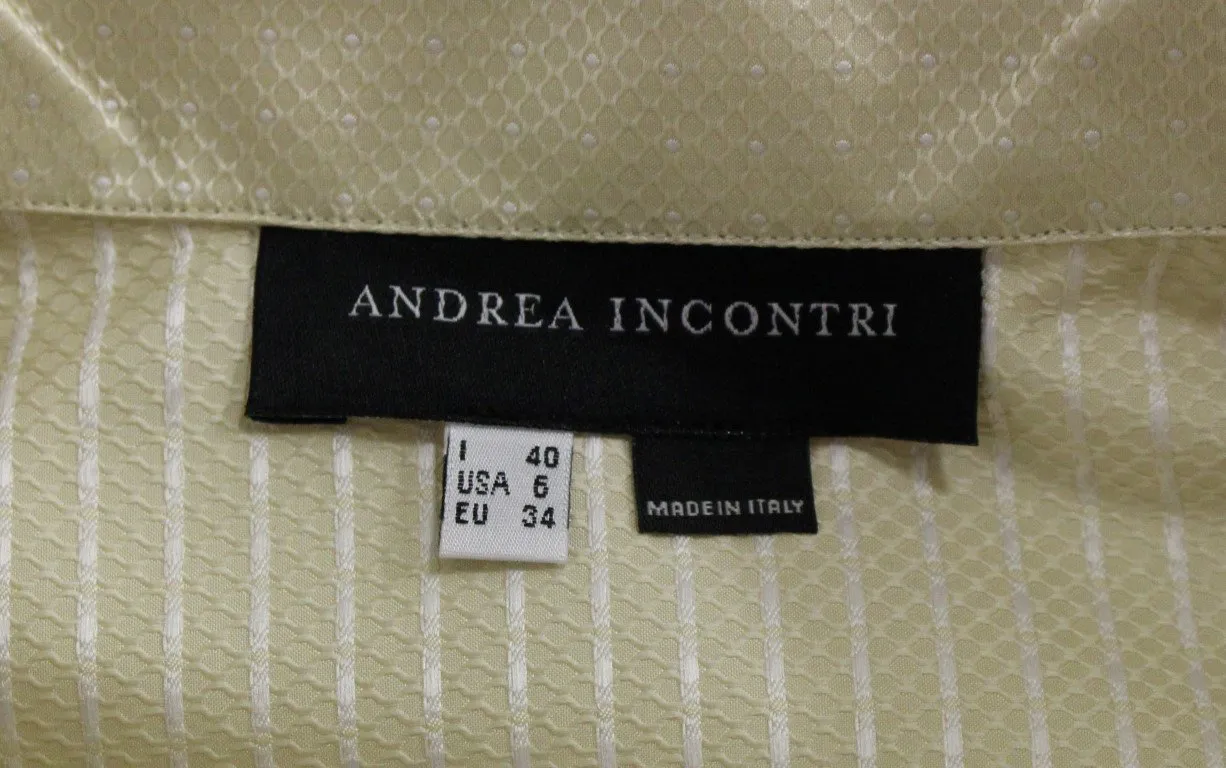 ANDREA INCONTRI
I 40
USA 6
EU 34
MADE IN ITALY